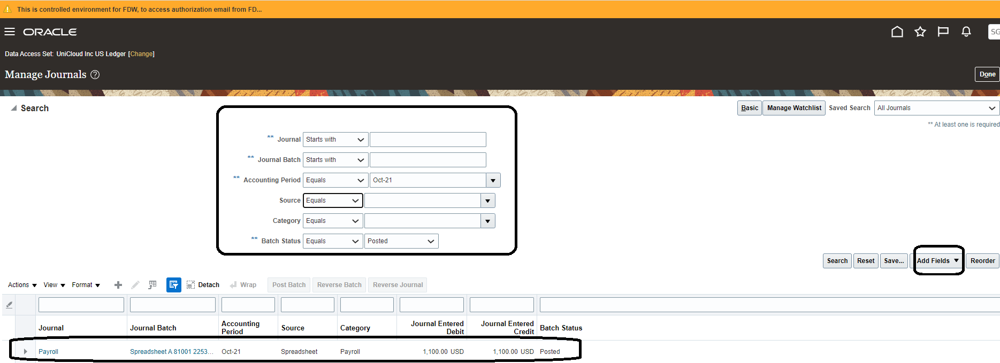 This is controlled environment for FDW, to access authorization email from FD...
ORACLE
SG
Data Access Set: UniCloud Inc US Ledger [Change]
Manage Journals ?
Done
Search
Basic Manage Watchlist Saved Search All Journals
** At least one is required
** Journal Starts with
** Journal Batch Starts with
** Accounting Period Equals Oct-21
Source Equals
Category Equals
** Batch Status Equals Posted
Search Reset Save... Add Fields Reorder
Actions View Format Detach Wrap Post Batch Reverse Batch Reverse Journal
Journal Journal Batch Accounting Period Source Category Journal Entered Debit Journal Entered Credit Batch Status
Payroll Spreadsheet A 81001 2253... Oct-21 Spreadsheet Payroll 1,100.00 USD 1,100.00 USD Posted